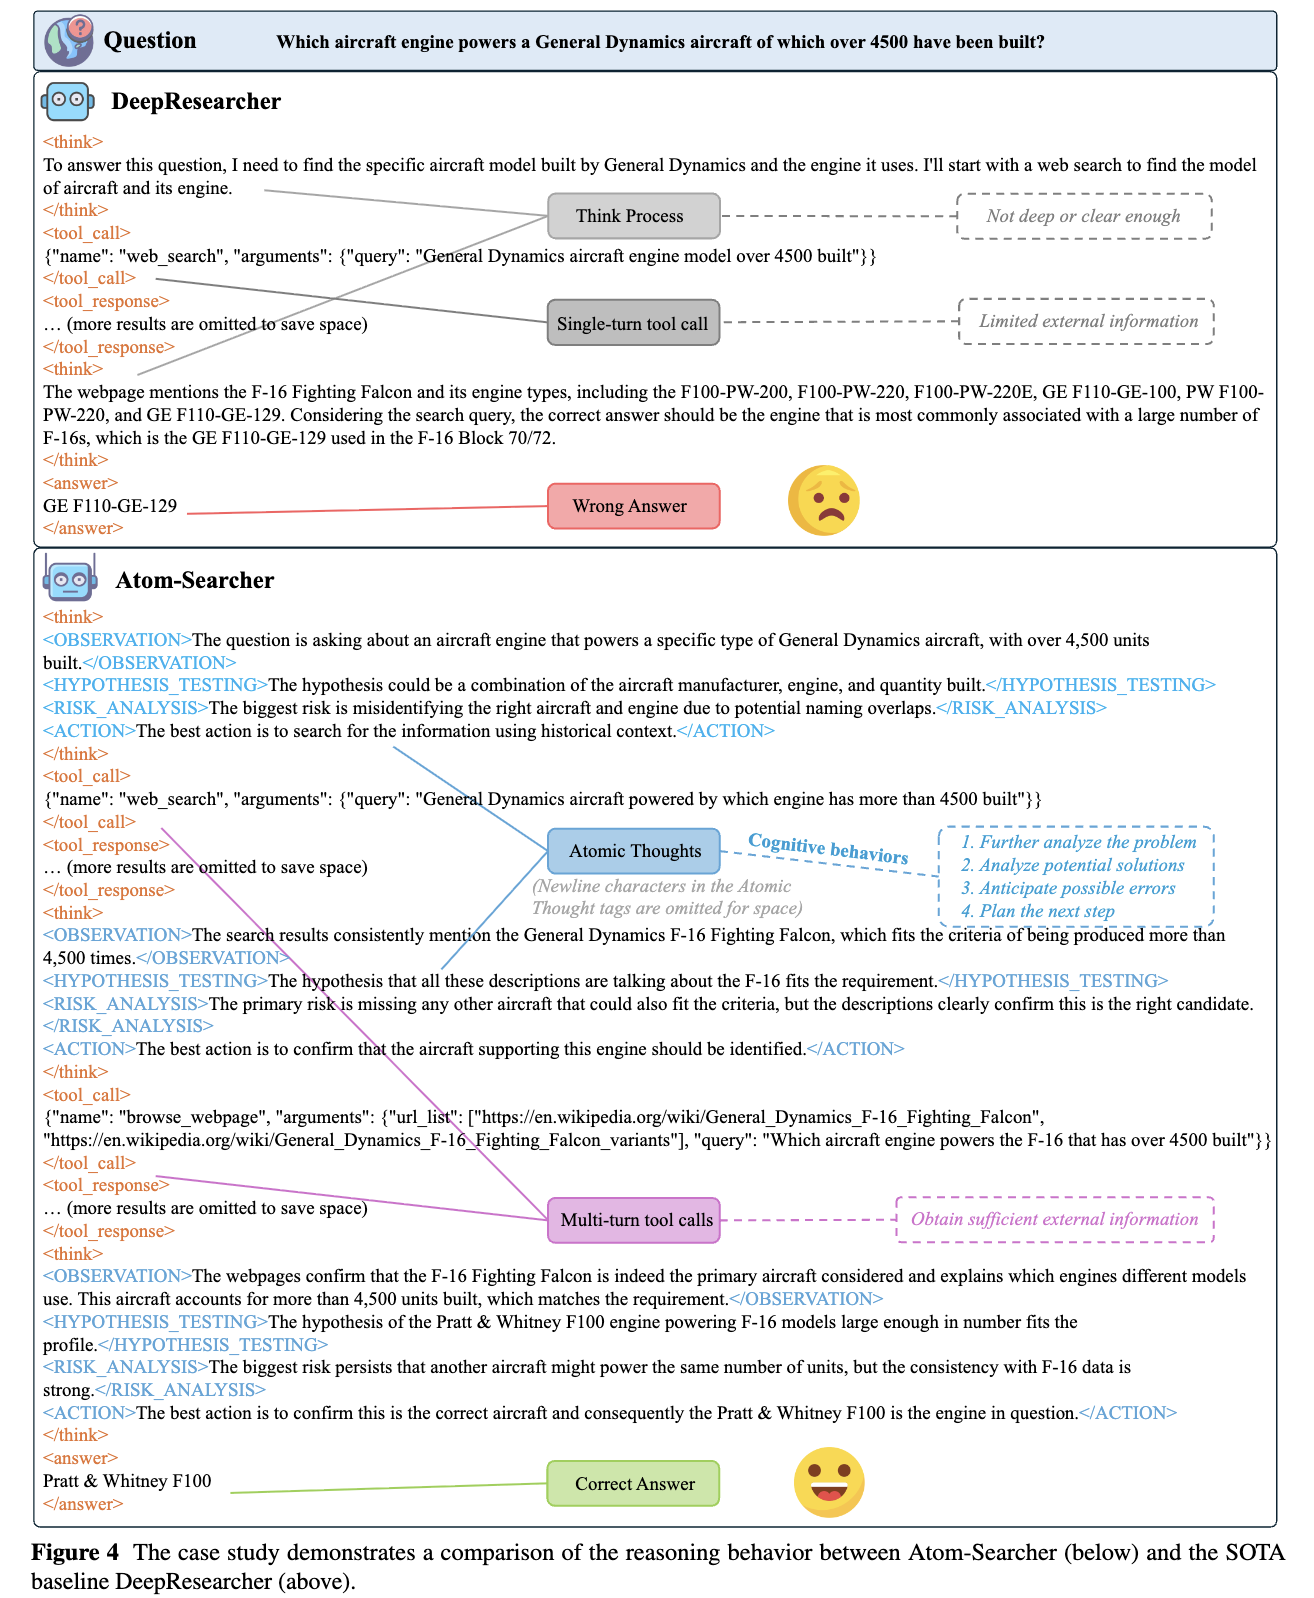 Question
Which aircraft engine powers a General Dynamics aircraft of which over 4500 have been built?
DeepResearcher
<think>
To answer this question, I need to find the specific aircraft model built by General Dynamics and the engine it uses. I'll start with a web search to find the model
of aircraft and its engine.
</think>
Think Process
Not deep or clear enough
<tool_call>
{"name": "web_search", "arguments": {"query": "General Dynamics aircraft engine model over 4500 built"}}
</tool_call>
<tool_response>
… (more results are omitted to save space)
Single-turn tool call
Limited external information
</tool_response>
<think>
The webpage mentions the F-16 Fighting Falcon and its engine types, including the F100-PW-200, F100-PW-220, F100-PW-220E, GE F110-GE-100, PW F100-
PW-220, and GE F110-GE-129. Considering the search query, the correct answer should be the engine that is most commonly associated with a large number of
F-16s, which is the GE F110-GE-129 used in the F-16 Block 70/72.
</think>
<answer>
GE F110-GE-129
Wrong Answer
</answer>
Atom-Searcher
<think>
<OBSERVATION>The question is asking about an aircraft engine that powers a specific type of General Dynamics aircraft, with over 4,500 units
built.</OBSERVATION>
<HYPOTHESIS_TESTING>The hypothesis could be a combination of the aircraft manufacturer, engine, and quantity built.</HYPOTHESIS_TESTING>
<RISK_ANALYSIS>The biggest risk is misidentifying the right aircraft and engine due to potential naming overlaps.</RISK_ANALYSIS>
<ACTION>The best action is to search for the information using historical context.</ACTION>
</think>
<tool_call>
{"name": "web_search", "arguments": {"query": "General Dynamics aircraft powered by which engine has more than 4500 built"}}
</tool_call>
<tool_response>
… (more results are omitted to save space)
</tool_response>
Atomic Thoughts
Cognitive behaviors
1. Further analyze the problem
2. Analyze potential solutions
3. Anticipate possible errors
4. Plan the next step
(Newline characters in the Atomic
Thought tags are omitted for space)
<think>
<OBSERVATION>The search results consistently mention the General Dynamics F-16 Fighting Falcon, which fits the criteria of being produced more than
4,500 times.</OBSERVATION>
<HYPOTHESIS_TESTING>The hypothesis that all these descriptions are talking about the F-16 fits the requirement.</HYPOTHESIS_TESTING>
<RISK_ANALYSIS>The primary risk is missing any other aircraft that could also fit the criteria, but the descriptions clearly confirm this is the right candidate.
</RISK_ANALYSIS>
<ACTION>The best action is to confirm that the aircraft supporting this engine should be identified.</ACTION>
</think>
<tool_call>
{"name": "browse_webpage", "arguments": {"url_list": ["https://en.wikipedia.org/wiki/General_Dynamics_F-16_Fighting_Falcon",
"https://en.wikipedia.org/wiki/General_Dynamics_F-16_Fighting_Falcon_variants"], "query": "Which aircraft engine powers the F-16 that has over 4500 built"}}
</tool_call>
<tool_response>
… (more results are omitted to save space)
Multi-turn tool calls
Obtain sufficient external information
</tool_response>
<think>
<OBSERVATION>The webpages confirm that the F-16 Fighting Falcon is indeed the primary aircraft considered and explains which engines different models
use. This aircraft accounts for more than 4,500 units built, which matches the requirement.</OBSERVATION>
<HYPOTHESIS_TESTING>The hypothesis of the Pratt & Whitney F100 engine powering F-16 models large enough in number fits the
profile.</HYPOTHESIS_TESTING>
<RISK_ANALYSIS>The biggest risk persists that another aircraft might power the same number of units, but the consistency with F-16 data is
strong.</RISK_ANALYSIS>
<ACTION>The best action is to confirm this is the correct aircraft and consequently the Pratt & Whitney F100 is the engine in question.</ACTION>
</think>
<answer>
Pratt & Whitney F100
Correct Answer
</answer>
Figure 4 The case study demonstrates a comparison of the reasoning behavior between Atom-Searcher (below) and the SOTA
baseline DeepResearcher (above).